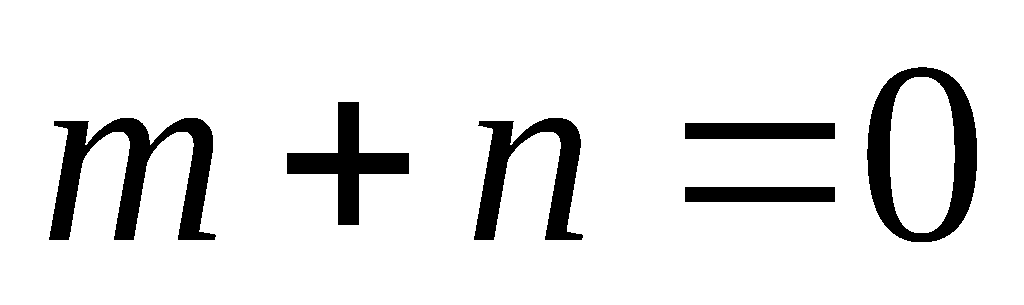 m + n = 0